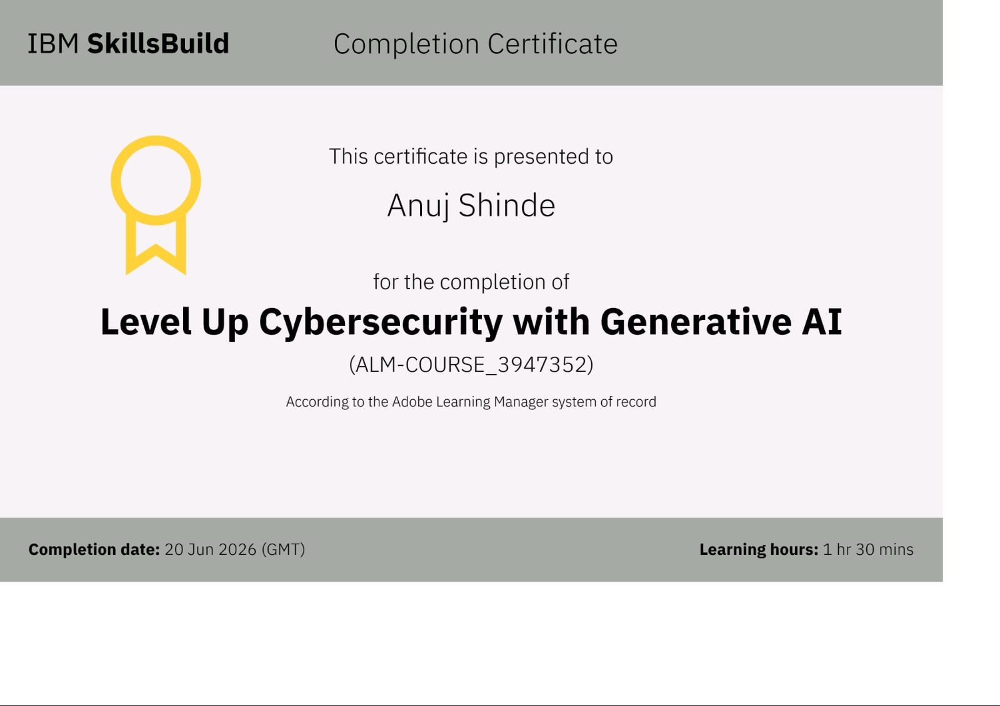 IBM SkillsBuild
Completion Certificate
This certificate is presented to
Anuj Shinde
for the completion of
Level Up Cybersecurity with Generative AI
(ALM-COURSE_3947352)
According to the Adobe Learning Manager system of record
Completion date: 20 Jun 2026 (GMT)
Learning hours: 1 hr 30 mins